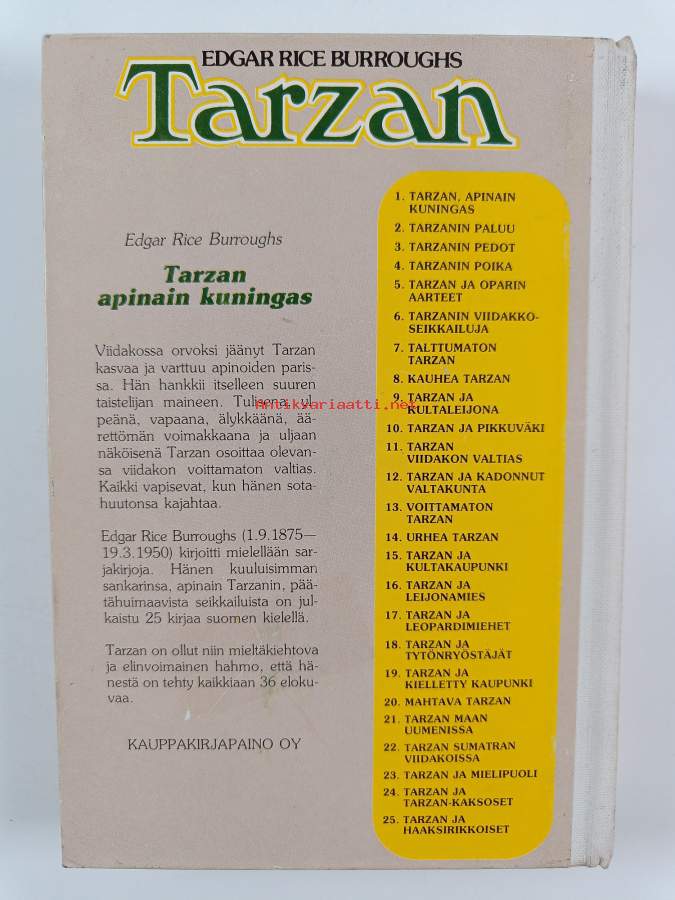 EDGAR RICE BURROUGHS
Tarzan
Edgar Rice Burroughs
Tarzan
apinain kuningas
Viidakossa orvoksi jäänyt Tarzan
kasvaa ja varttuu apinoiden paris-
sa. Hän hankkii itselleen suuren
taistelijan maineen. Tulisena, yl-
peänä, vapaana, älykkäänä, ää-
rettömän voimakkaana ja uljaan
näköisenä Tarzan osoittaa olevan-
sa viidakon voittamaton valtias.
Kaikki vapisevat, kun hänen sota-
huutonsa kajahtaa.
Edgar Rice Burroughs (1.9.1875—
19.3.1950) kirjoitti mielellään sar-
jakirjoja. Hänen kuuluisimman
sankarinsa, apinain Tarzanin, pää-
tähuimaavista seikkailuista on jul-
kaistu 25 kirjaa suomen kielellä.
Tarzan on ollut niin mieltäkiehtova
ja elinvoimainen hahmo, että hä-
nestä on tehty kaikkiaan 36 eloku-
vaa.
KAUPPAKIRJAPAINO OY
1. TARZAN, APINAIN
KUNINGAS
2. TARZANIN PALUU
3. TARZANIN PEDOT
4. TARZANIN POIKA
5. TARZAN JA OPARIN
AARTEET
6. TARZANIN VIIDAKKO-
SEIKKAILUJA
7. TALTTUMATON
TARZAN
8. KAUHEA TARZAN
9. TARZAN JA
KULTALEIJONA
10. TARZAN JA PIKKUVÄKI
11. TARZAN
VIIDAKON VALTIAS
12. TARZAN JA KADONNUT
VALTAKUNTA
13. VOITTAMATON
TARZAN
14. URHEA TARZAN
15. TARZAN JA
KULTAKAUPUNKI
16. TARZAN JA
LEIJONAMIES
17. TARZAN JA
LEOPARDIMIEHET
18. TARZAN JA
TYTÖNRYÖSTÄJÄT
19. TARZAN JA
KIELLETTY KAUPUNKI
20. MAHTAVA TARZAN
21. TARZAN MAAN
UUMENISSA
22. TARZAN SUMATRAN
VIIDAKOISSA
23. TARZAN JA MIELIPUOLI
24. TARZAN JA
TARZAN-KAKSOSET
25. TARZAN JA
HAAKSIRIKKOISET
Antikvariaatti.net